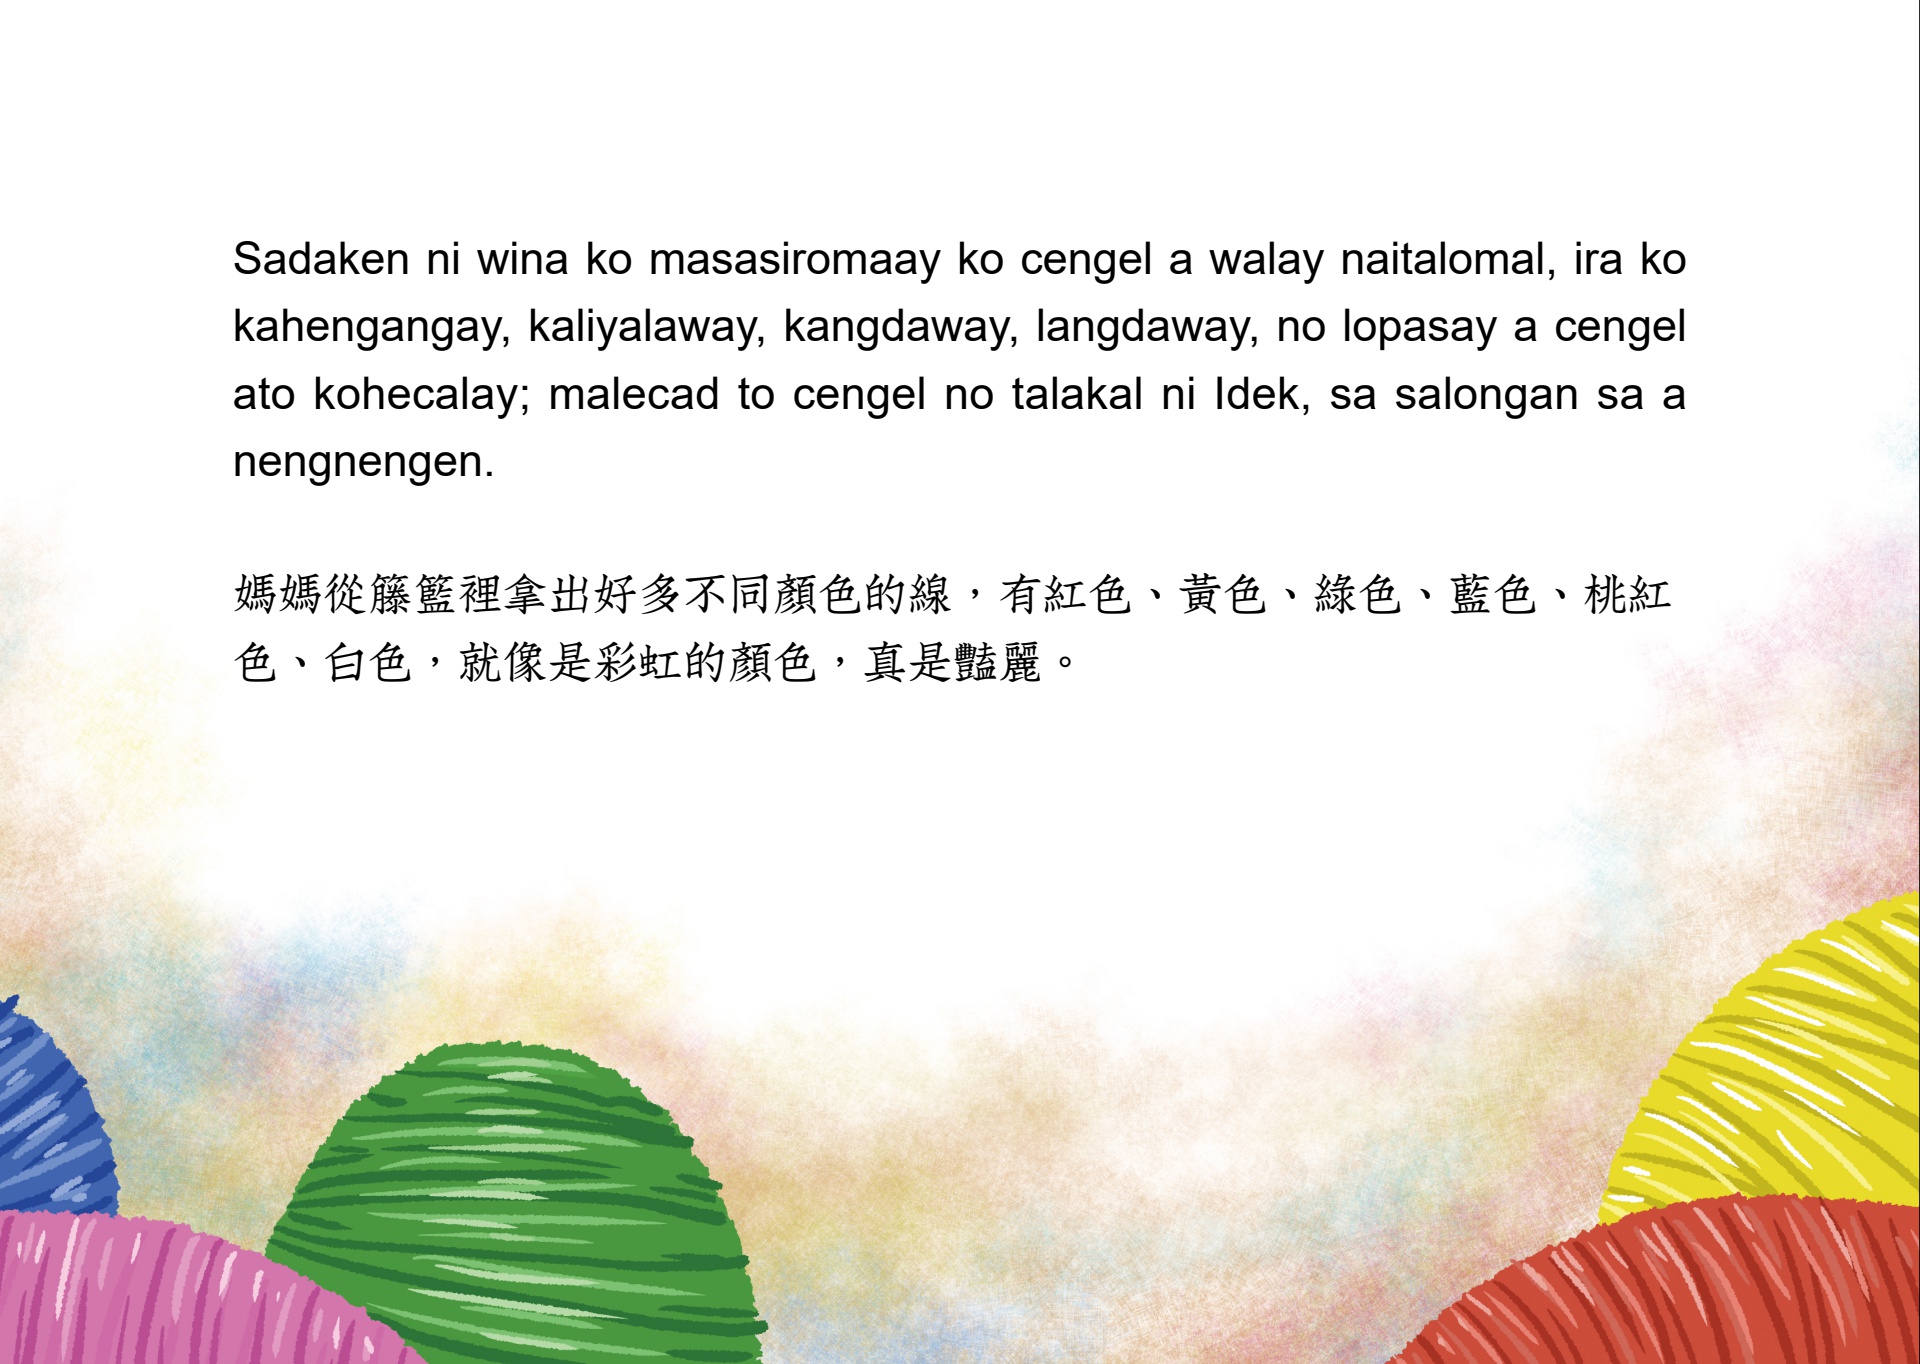 Sadaken ni wina ko masasiromaay ko cengel a walay naitalomal, ira ko
kahengangay, kaliyalaway, kangdaway, langdaway, no lopasay a cengel
ato kohecalay; malecad to cengel no talakal ni Idek, sa salongan sa a
nengnengen.
媽媽從籐籃裡拿出好多不同顏色的線，有紅色、黃色、綠色、藍色、桃紅
色、白色，就像是彩虹的顏色，真是豔麗。